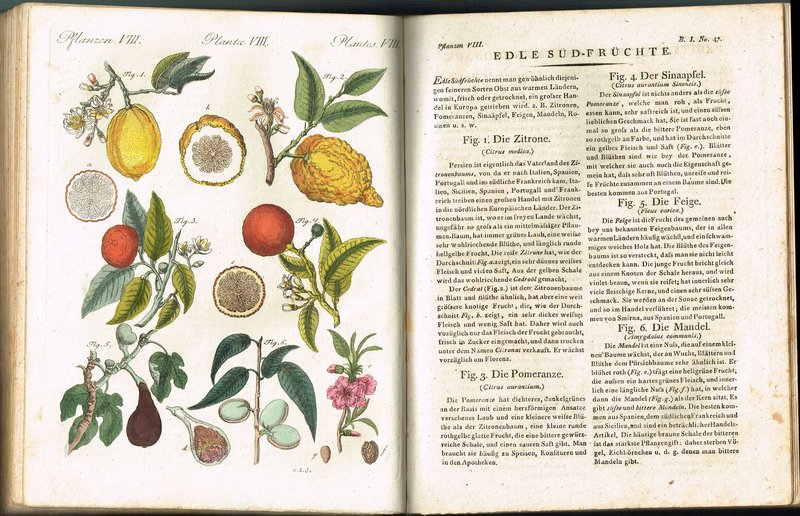 Pflanzen VIII.
Plantæ VIII.
Plantes VIII
Fig. 1.
Fig. 2.
a
b
Fig. 3.
Fig. 4.
c
Fig. 5.
Fig. 6.
d
e
g
f
Pflanzen VIII.
B. I. No. 47.
EDLE SÜD-FRÜCHTE.
Edle Südfrüchte nennt man gewöhnlich diejeni-
gen feineren Sorten Obst aus warmen Ländern,
womit, frisch oder getrocknet, ein großer Han-
del in Europa getrieben wird. z. B. Zitronen,
Pomeranzen, Sinaäpfel, Feigen, Mandeln, Ro-
sinen u. s. w.
Fig. 1. Die Zitrone.
(Citrus medica.)
Persien ist eigentlich das Vaterland des Zi-
tronenbaums, von da er nach Italien, Spanien,
Portugall und ins südliche Frankreich kam. Ita-
lien, Sicilien, Spanien, Portugall und Frank-
reich treiben einen großen Handel mit Zitronen
in die nördlichen Europäischen Länder. Der Zi-
tronenbaum ist, wo er im freyen Lande wächst,
ungefähr so groß als ein mittelmäßiger Pflau-
men-Baum, hat immer grünes Laub, eine weiße
sehr wohlriechende Blüthe, und länglich runde
hellgelbe Frucht. Die reife Zitrone hat, wie der
Durchschnitt Fig. a. zeigt, ein sehr dünnes weißes
Fleisch und vielen Saft. Aus der gelben Schale
wird das wohlriechende Cedroöl gemacht.
Der Cedrat (Fig. 2.) ist dem Zitronenbaume
in Blatt und Blüthe ähnlich, hat aber eine weit
größere knotige Frucht, die, wie der Durch-
schnitt Fig. b. zeigt, ein sehr dickes weißes
Fleisch und wenig Saft hat. Daher wird auch
vorzüglich nur das Fleisch der Frucht gebraucht,
frisch in Zucker eingemacht, und dann trocken
unter dem Namen Citronat verkauft. Er wächst
vorzüglich um Florenz.
Fig. 3. Die Pomeranze.
(Citrus aurantium.)
Die Pomeranze hat dichteres, dunkelgrünes
an der Basis mit einem herzförmigen Ansatze
versehenes Laub und eine kleinere weiße Blü-
the als der Zitronenbaum, eine kleine runde
rothgelbe glatte Frucht, die eine bittere gewürz-
reiche Schale, und einen sauren Saft gibt. Man
braucht sie häufig zu Speisen, Konfituren und
in den Apotheken.
Fig. 4. Der Sinaapfel.
(Citrus aurantium Sinensis.)
Der Sinaapfel ist nichts anders als die süße
Pomeranze, welche man roh, als Frucht,
essen kann, sehr saftreich ist, und einen süßen
lieblichen Geschmack hat. Sie ist fast noch ein-
mal so groß als die bittere Pomeranze, eben
so rothgelb an Farbe, und hat im Durchschnitte
ein gelbes Fleisch und Saft (Fig. c.). Blätter
und Blüthen sind wie bey der Pomeranze,
mit welcher sie auch noch die Eigenschaft ge-
mein hat, daß sehr oft Blüthen, unreife und rei-
fe Früchte zusammen an einem Baume sind. Die
besten kommen aus Portugal.
Fig. 5. Die Feige.
(Ficus carica.)
Die Feige ist die Frucht des gemeinen auch
bey uns bekannten Feigenbaums, der in allen
warmen Ländern häufig wächst, und ein schwam-
miges weiches Holz hat. Die Blüthe des Feigen-
baums ist so versteckt, daß man sie nicht leicht
entdecken kann. Die junge Frucht bricht gleich
aus einem Knoten der Schale heraus, und wird
violet-braun, wenn sie reifet; hat innerlich sehr
viele fleischige Kerne, und einen sehr süßen Ge-
schmack. Sie werden an der Sonne getrocknet,
und so im Handel verführt; die meisten kom-
men von Smirna, aus Spanien und Portugall.
Fig. 6. Die Mandel.
(Amygdalus communis.)
Die Mandel ist eine Nuß, die auf einem klei-
nen Baume wächst, der an Wuchs, Blättern und
Blüthe dem Pfirschbaume sehr ähnlich ist. Er
blühet roth (Fig. e.) trägt eine hellgrüne Frucht,
die außen ein hartes grünes Fleisch, und inner-
lich eine längliche Nuß (Fig. f.) hat, in welcher
dann die Mandel (Fig. g.) als der Kern sitzt. Es
gibt süße und bittere Mandeln. Die besten kom-
men aus Spanien, dem südlichen Frankreich und
aus Sicilien, und sind ein beträchtlicher Handels-
Artikel. Die häutige braune Schale der bitteren
ist das stärkste Pflanzengift: daher sterben Vö-
gel, Eichhörnchen u. d. g. denen man bittere
Mandeln gibt.